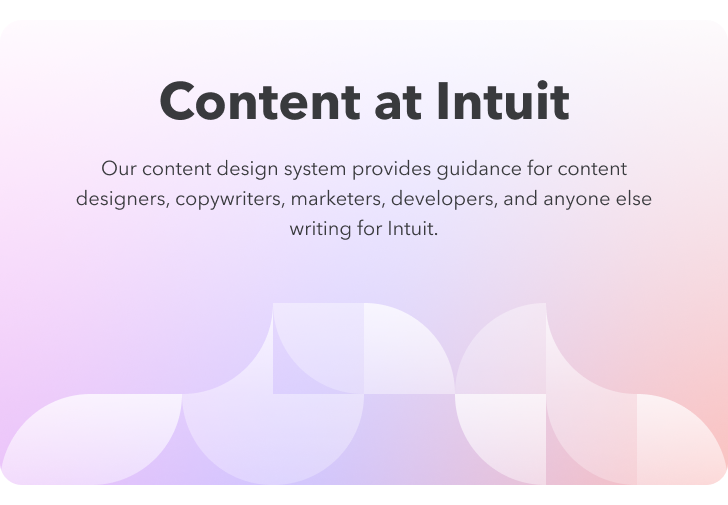 Content at Intuit
Our content design system provides guidance for content
designers, copywriters, marketers, developers, and anyone else
writing for Intuit.